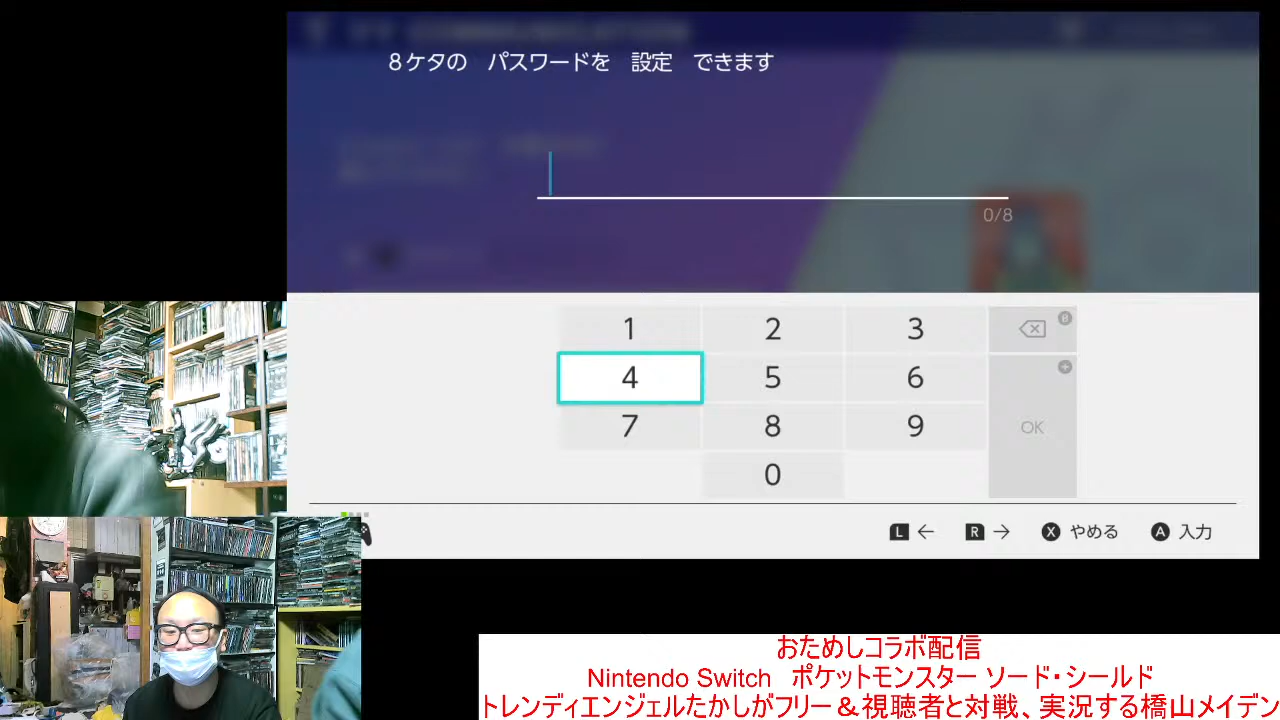 8ケタの パスワードを 設定 できます
0/8
1 2 3
4 5 6
7 8 9 OK
0
L ← R → X やめる A 入力
おためしコラボ配信
Nintendo Switch ポケットモンスター ソード・シールド
トレンディエンジェルたかしがフリー＆視聴者と対戦、実況する橋山メイデン